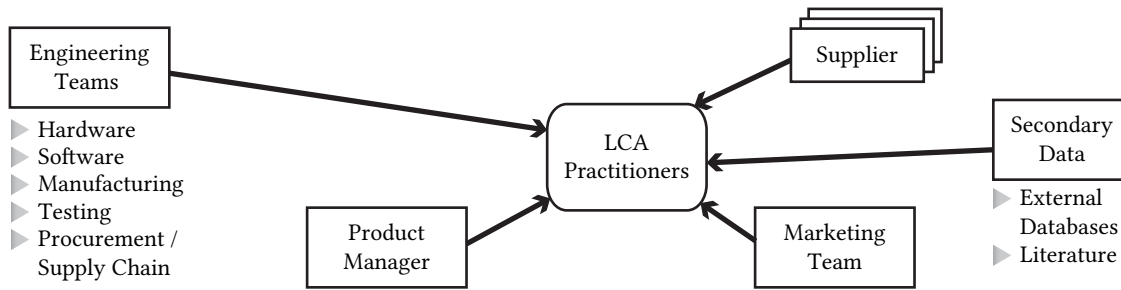 Engineering
Teams
Hardware
Software
Manufacturing
Testing
Procurement /
Supply Chain
Product
Manager
LCA
Practitioners
Supplier
Marketing
Team
Secondary
Data
External
Databases
Literature